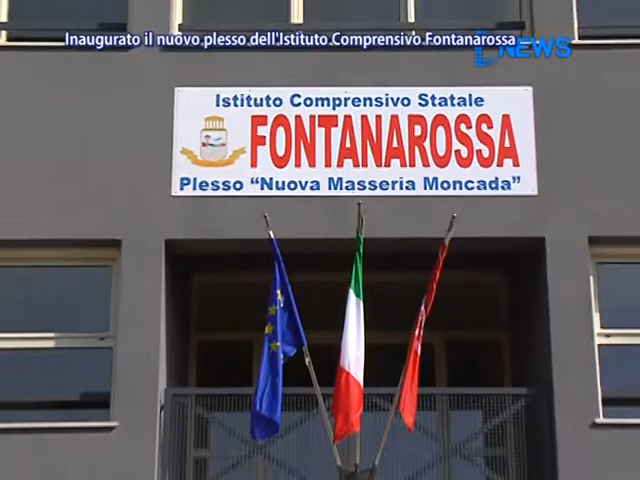 Inaugurato il nuovo plesso dell'Istituto Comprensivo Fontanarossa
NEWS
Istituto Comprensivo Statale
FONTANAROSSA
Plesso “Nuova Masseria Moncada”